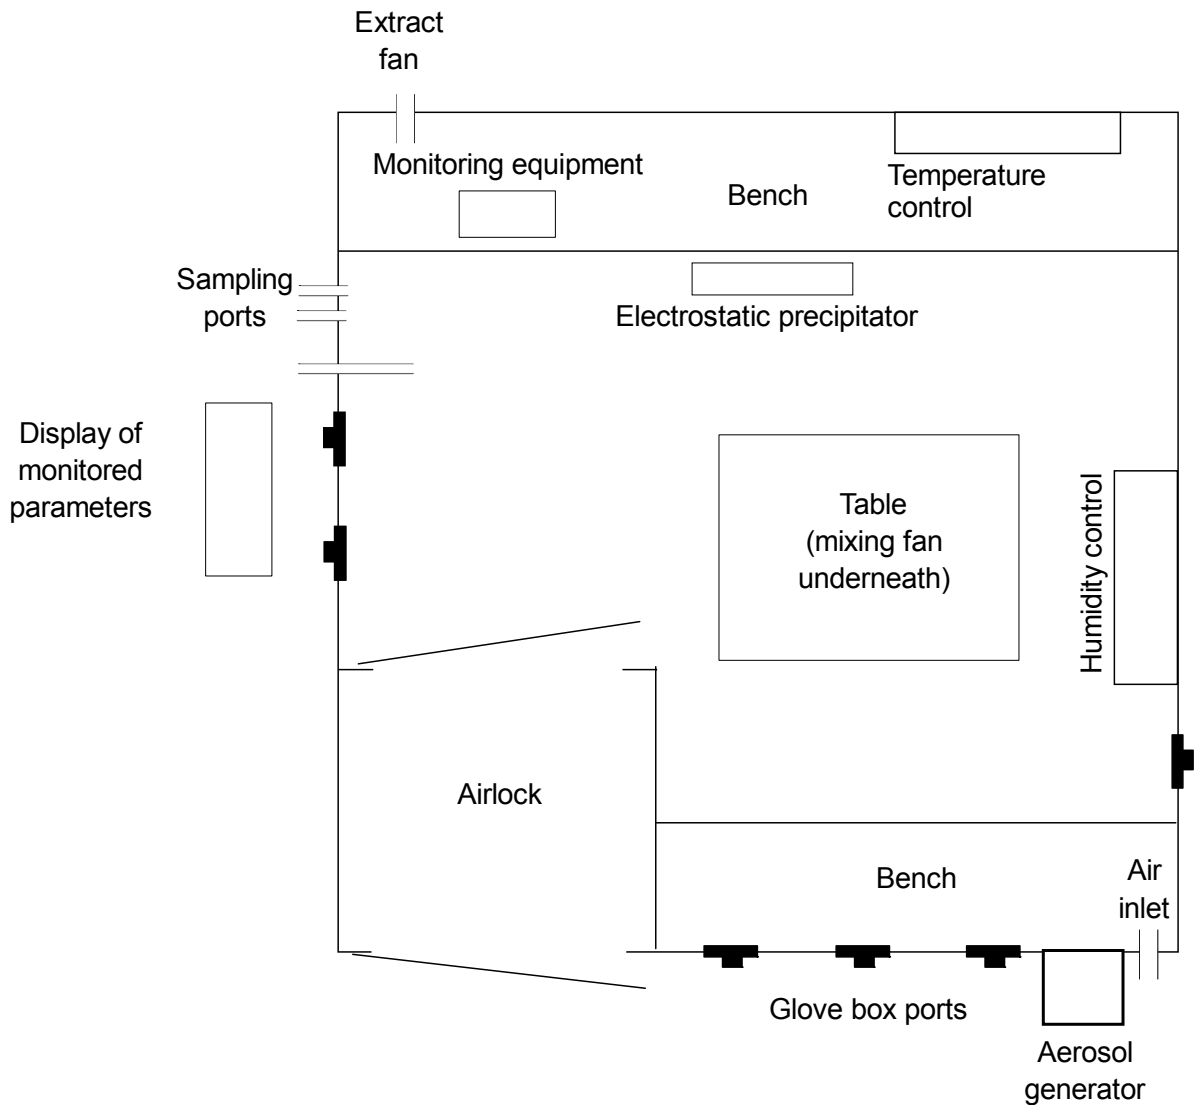 Extract
fan
Monitoring equipment
Bench
Temperature
control
Sampling
ports
Electrostatic precipitator
Display of
monitored
parameters
Table
(mixing fan
underneath)
Humidity control
Airlock
Bench
Air
inlet
Glove box ports
Aerosol
generator